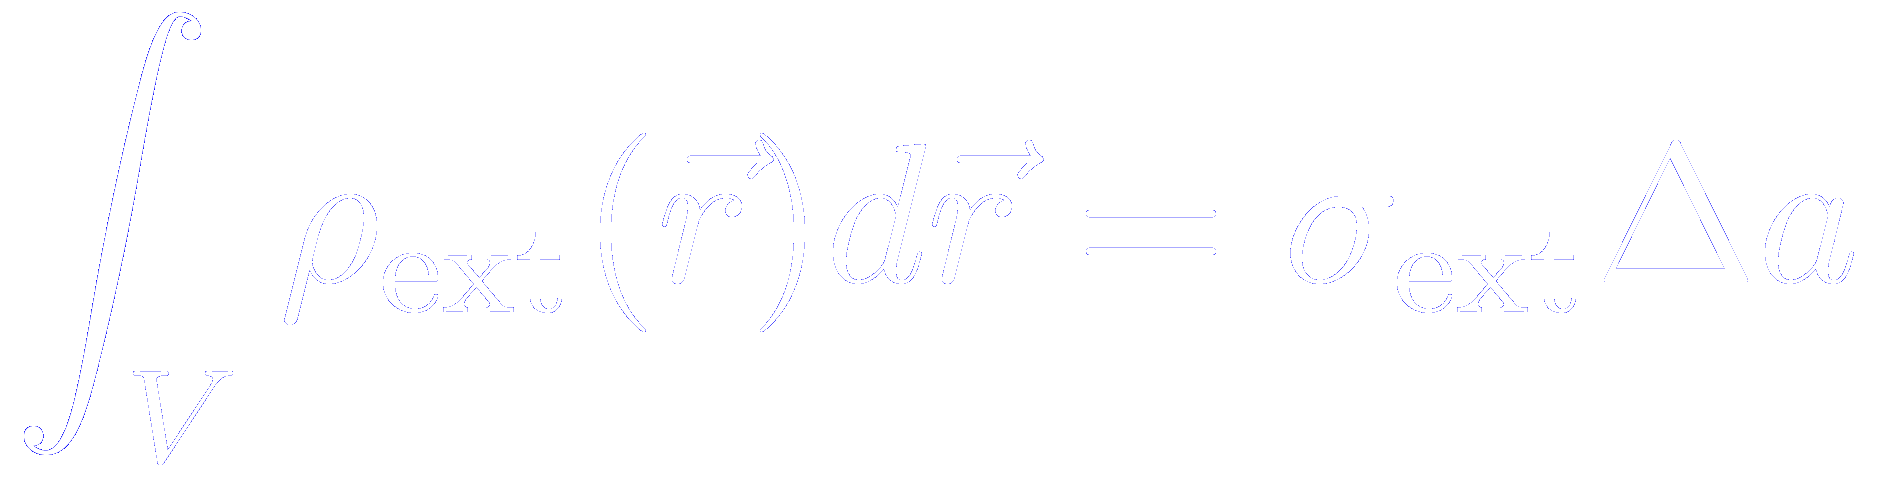 ∫_V ρ_ext(r⃗)dr⃗ = σ_ext Δa